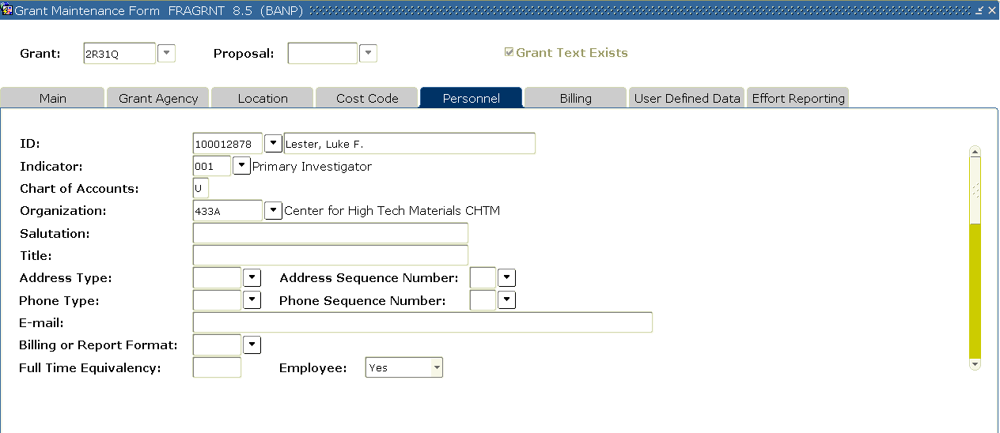 Grant Maintenance Form FRAGRNT 8.5 (BANP)
Grant: 2R31Q Proposal: Grant Text Exists
Main Grant Agency Location Cost Code Personnel Billing User Defined Data Effort Reporting
ID: 100012878 Lester, Luke F.
Indicator: 001 Primary Investigator
Chart of Accounts: U
Organization: 433A Center for High Tech Materials CHTM
Salutation:
Title:
Address Type: Address Sequence Number:
Phone Type: Phone Sequence Number:
E-mail:
Billing or Report Format:
Full Time Equivalency: Employee: Yes